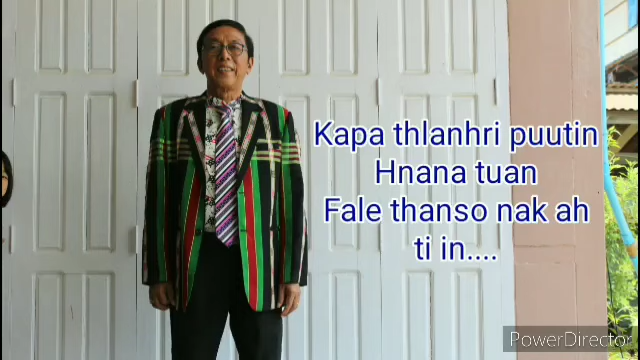 Kapa thlanhri puutin
Hnana tuan
Fale thanso nak ah
ti in....
PowerDirector